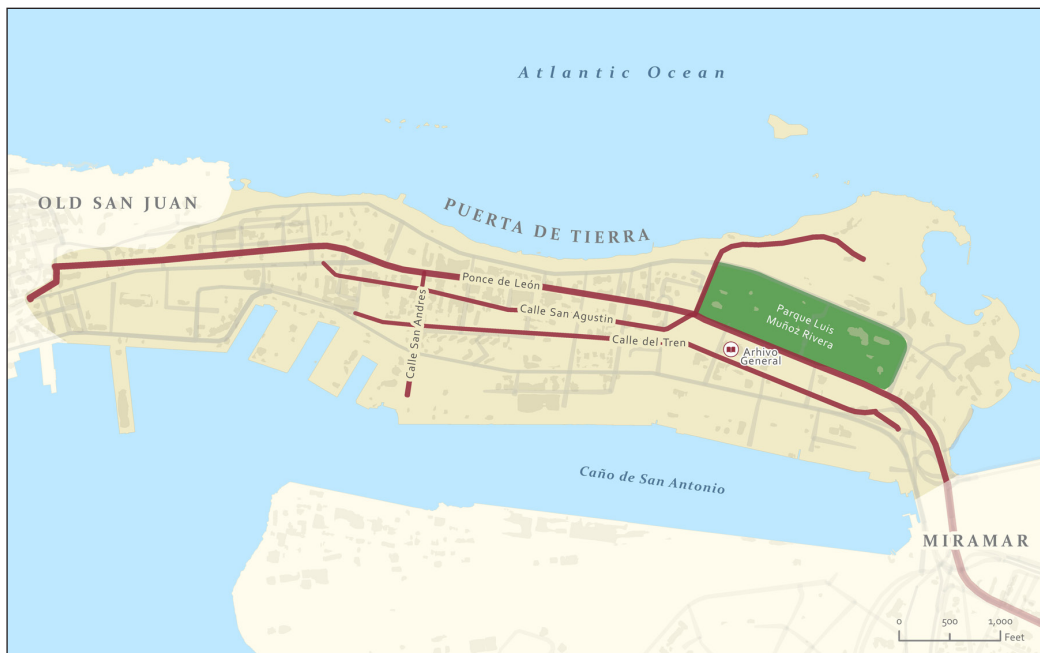 Atlantic Ocean
OLD SAN JUAN
PUERTA DE TIERRA
Ponce de León
Calle San Agustin
Calle San Andres
Calle del Tren
Parque Luis
Muñoz Rivera
Arhivo
General
Caño de San Antonio
MIRAMAR
0 500 1,000
Feet